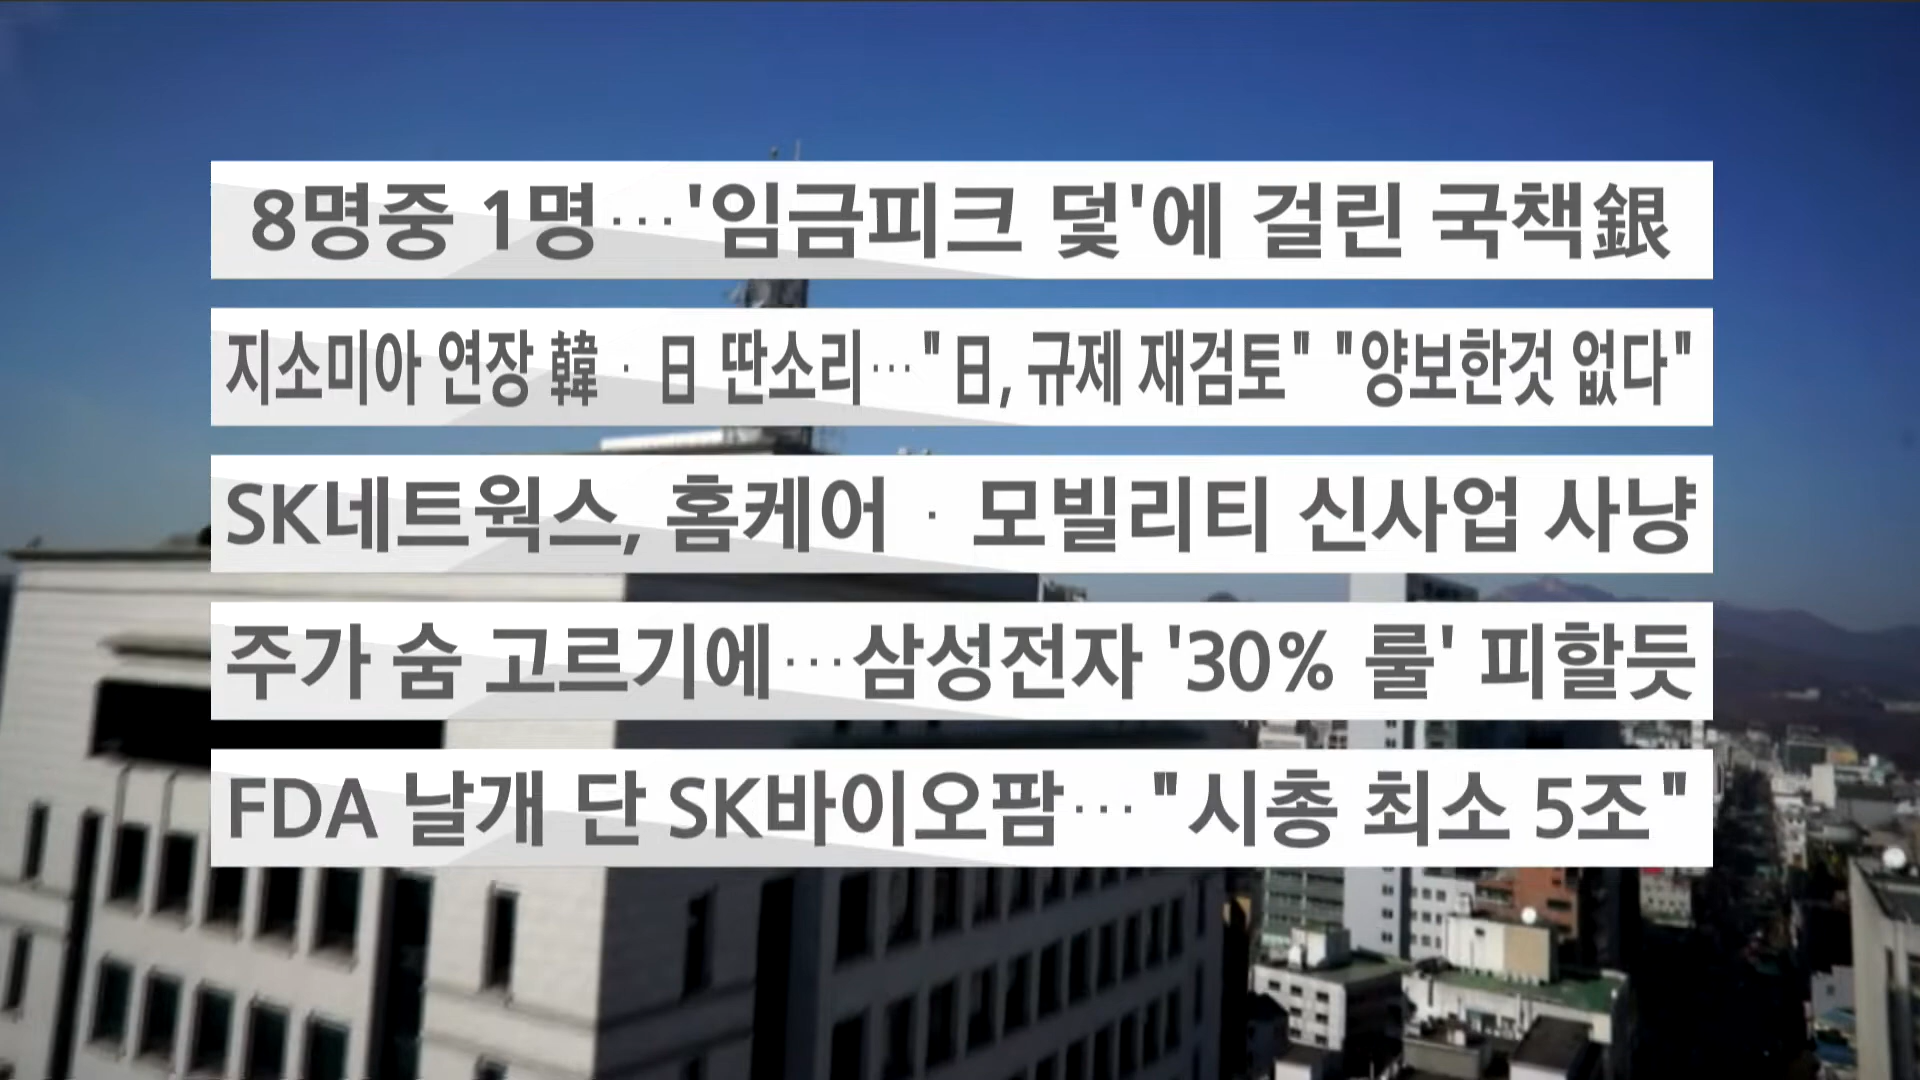 8명중 1명…'임금피크 덫'에 걸린 국책銀
지소미아 연장 韓·日 딴소리…"日, 규제 재검토" "양보한것 없다"
SK네트웍스, 홈케어·모빌리티 신사업 사냥
주가 숨 고르기에…삼성전자 '30% 룰' 피할듯
FDA 날개 단 SK바이오팜…"시총 최소 5조"